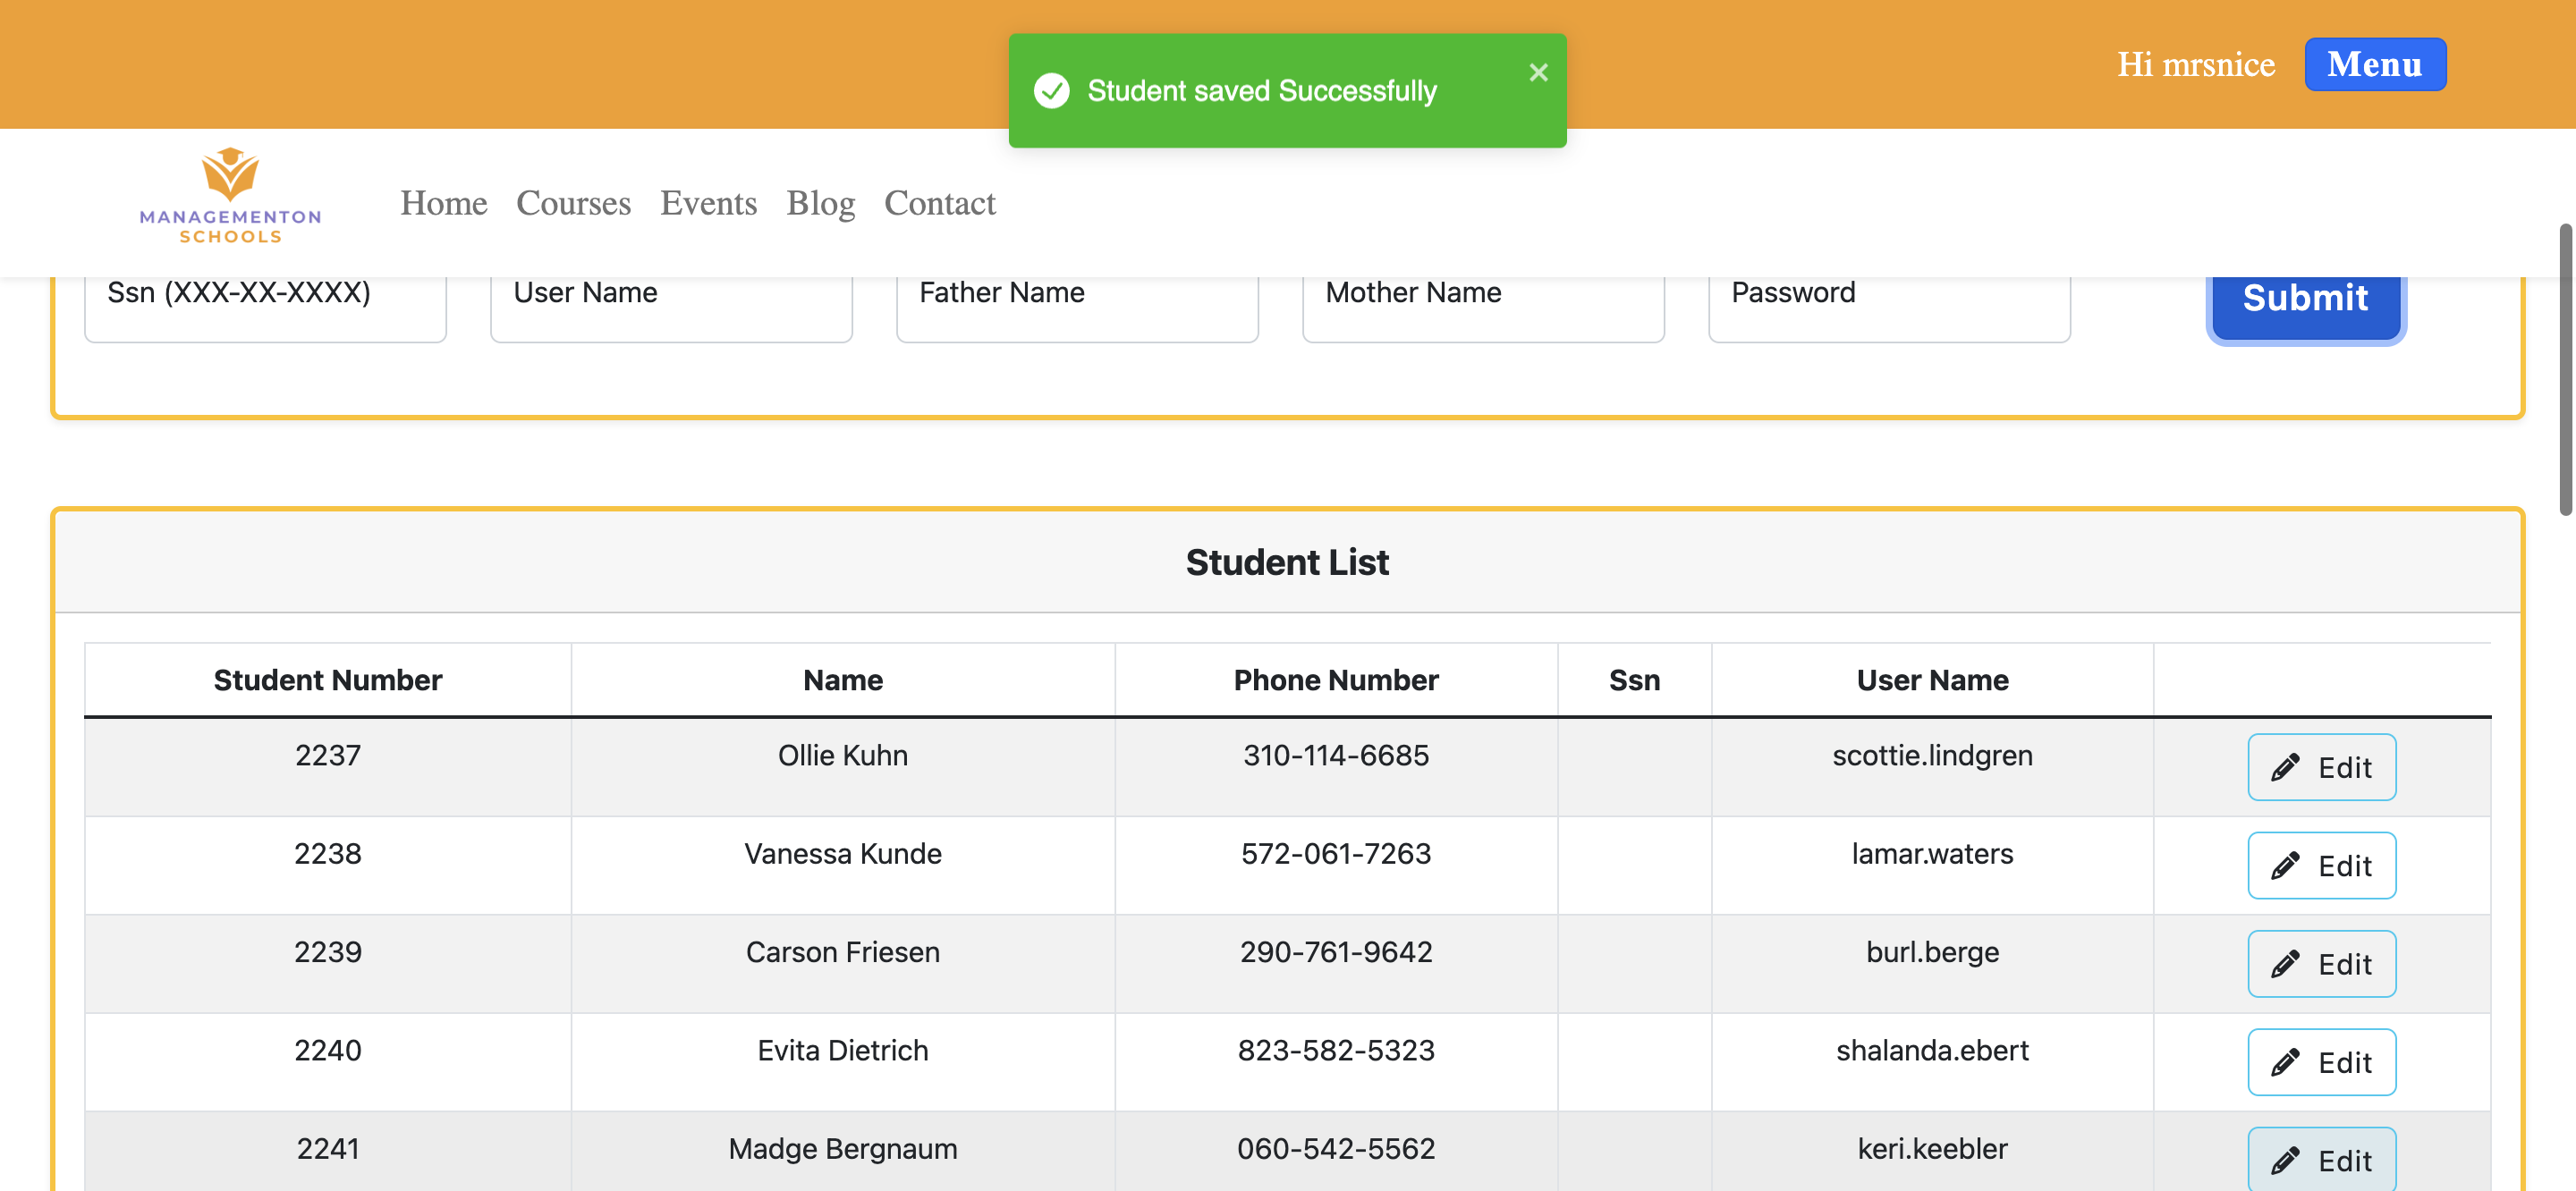 Student saved Successfully
Hi mrsnice Menu
MANAGEMENTON
SCHOOLS
Home Courses Events Blog Contact
Ssn (XXX-XX-XXXX) User Name Father Name Mother Name Password Submit
Student List
Student Number Name Phone Number Ssn User Name
2237 Ollie Kuhn 310-114-6685 scottie.lindgren Edit
2238 Vanessa Kunde 572-061-7263 lamar.waters Edit
2239 Carson Friesen 290-761-9642 burl.berge Edit
2240 Evita Dietrich 823-582-5323 shalanda.ebert Edit
2241 Madge Bergnaum 060-542-5562 keri.keebler Edit